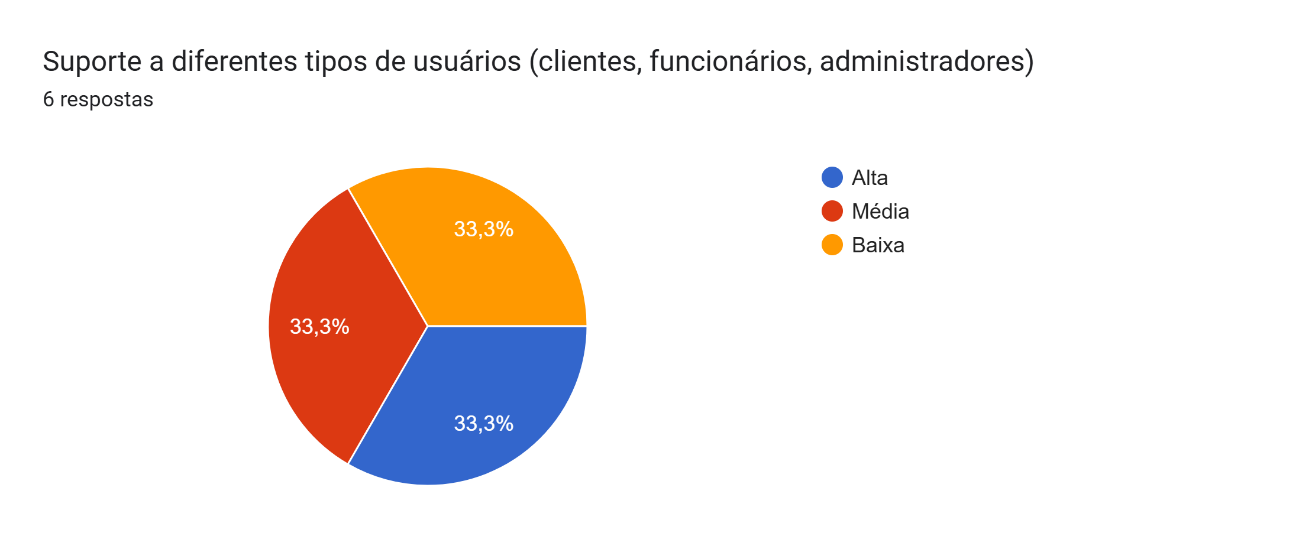 Suporte a diferentes tipos de usuários (clientes, funcionários, administradores)
6 respostas
Alta
Média
Baixa
33,3%
33,3%
33,3%